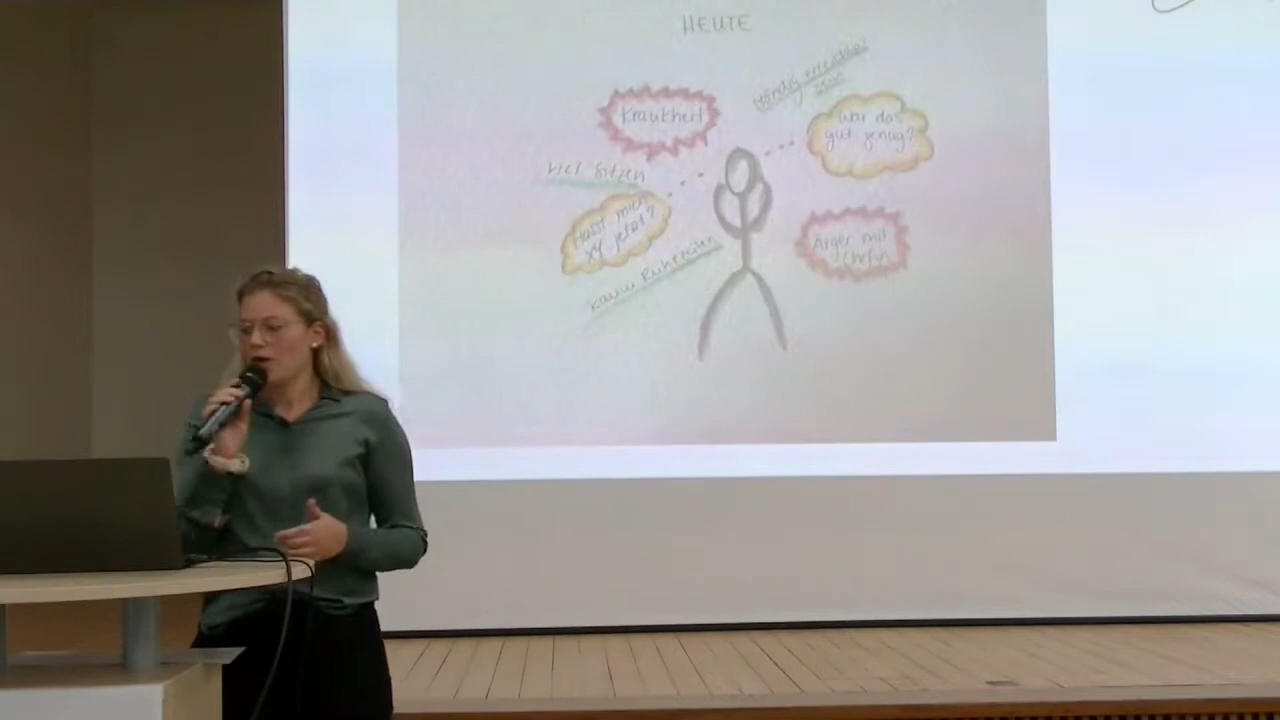 HEUTE
ständig erreichbar
sein
Krankheit
War das
gut genug?
viel sitzen
Hasst mich
xy jetzt?
Ärger mit
Chefin
kaum Ruhezeiten